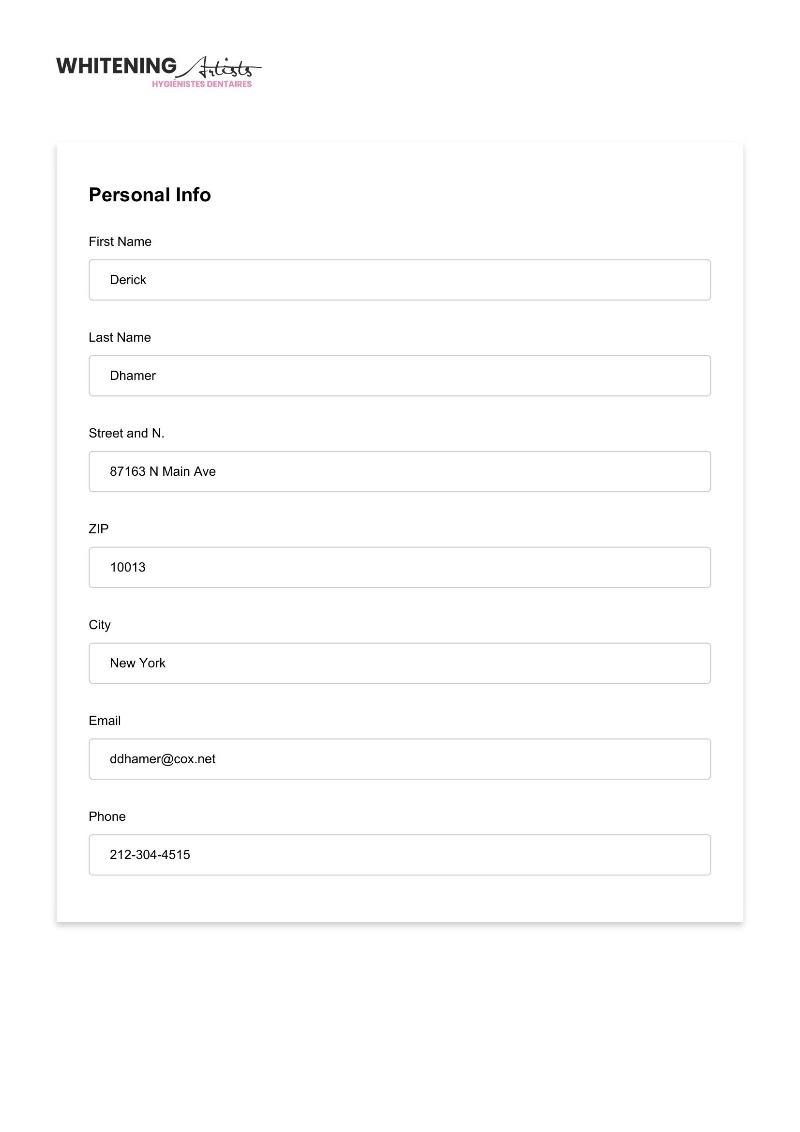 WHITENING Artists
HYGIÉNISTES DENTAIRES
Personal Info
First Name
Derick
Last Name
Dhamer
Street and N.
87163 N Main Ave
ZIP
10013
City
New York
Email
ddhamer@cox.net
Phone
212-304-4515